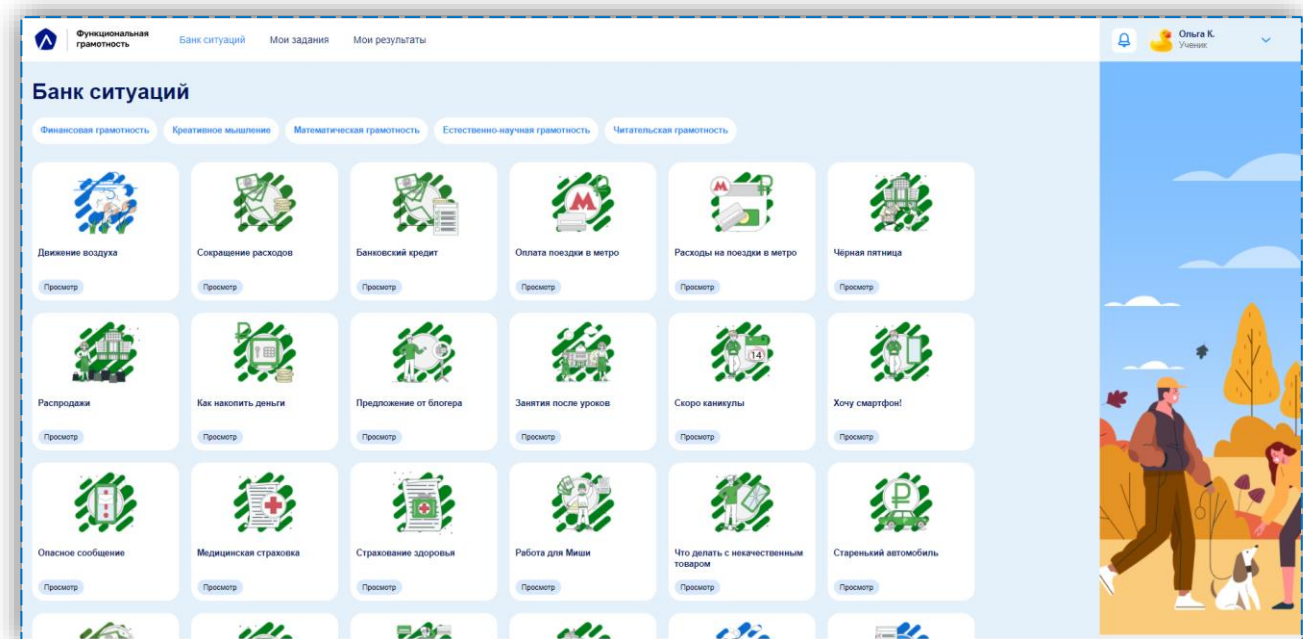 Функциональная
грамотность
Банк ситуаций
Мои задания
Мои результаты
Ольга К.
Ученик
Банк ситуаций
Финансовая грамотность
Креативное мышление
Математическая грамотность
Естественно-научная грамотность
Читательская грамотность
Движение воздуха
Просмотр
Сокращение расходов
Просмотр
Банковский кредит
Просмотр
Оплата поездки в метро
Просмотр
Расходы на поездки в метро
Просмотр
Чёрная пятница
Просмотр
Распродажи
Просмотр
Как накопить деньги
Просмотр
Предложение от блогера
Просмотр
Занятия после уроков
Просмотр
14
Скоро каникулы
Просмотр
Хочу смартфон!
Просмотр
Опасное сообщение
Просмотр
Медицинская страховка
Просмотр
Страхование здоровья
Просмотр
Работа для Миши
Просмотр
Что делать с некачественным
товаром
Просмотр
Старенький автомобиль
Просмотр